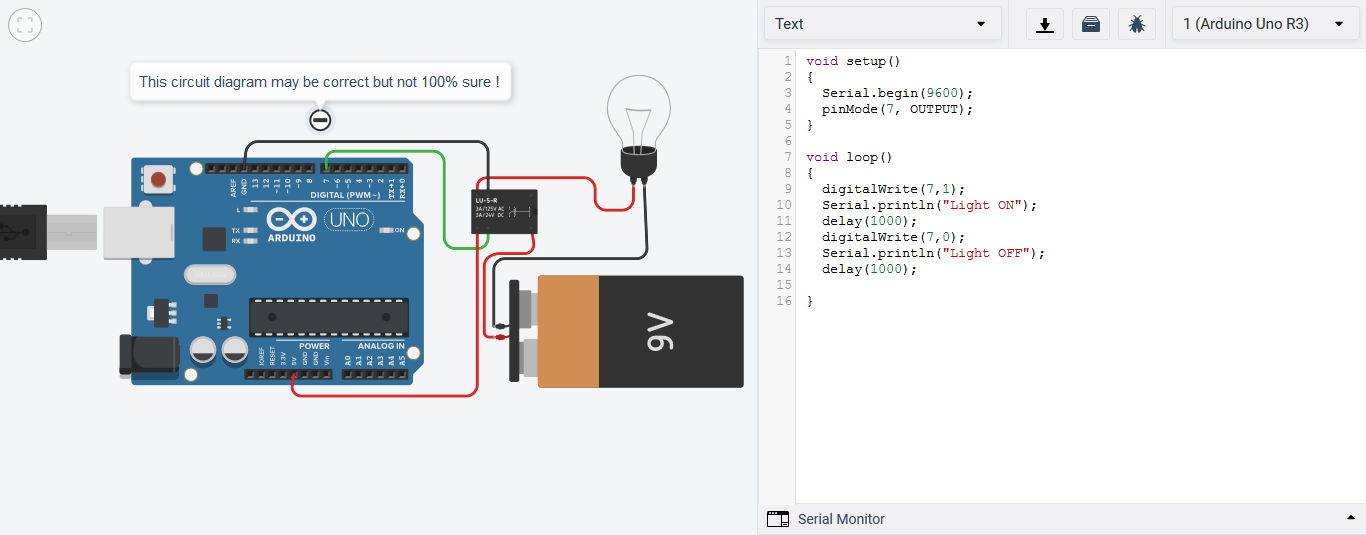 Text
1 (Arduino Uno R3)
This circuit diagram may be correct but not 100% sure !
AREF
GND
13
12
~11
~10
~9
8
7
~6
~5
4
~3
2
TX→1
RX←0
DIGITAL (PWM~)
L
TX
RX
ARDUINO
UNO
ON
LU-5-R
3A/125V AC
3A/24V DC
9V
POWER
ANALOG IN
IOREF
RESET
3.3V
5V
GND
GND
Vin
A0
A1
A2
A3
A4
A5
1 void setup()
2 {
3   Serial.begin(9600);
4   pinMode(7, OUTPUT);
5 }
6
7 void loop()
8 {
9   digitalWrite(7,1);
10   Serial.println("Light ON");
11   delay(1000);
12   digitalWrite(7,0);
13   Serial.println("Light OFF");
14   delay(1000);
15
16 }
Serial Monitor